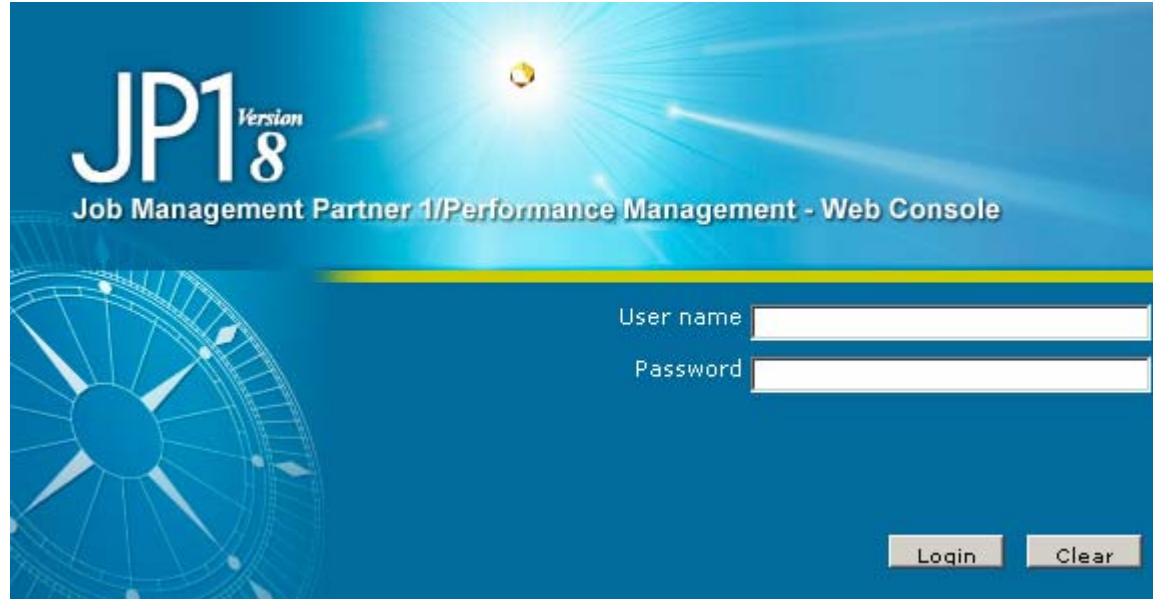 JP1 Version 8
Job Management Partner 1/Performance Management - Web Console
User name
Password
Login Clear